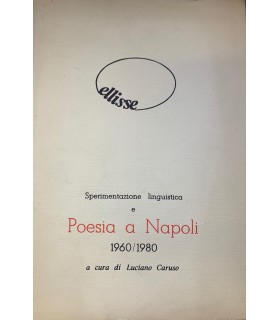 ellisse
Sperimentazione linguistica
e
Poesia a Napoli
1960/1980
a cura di Luciano Caruso